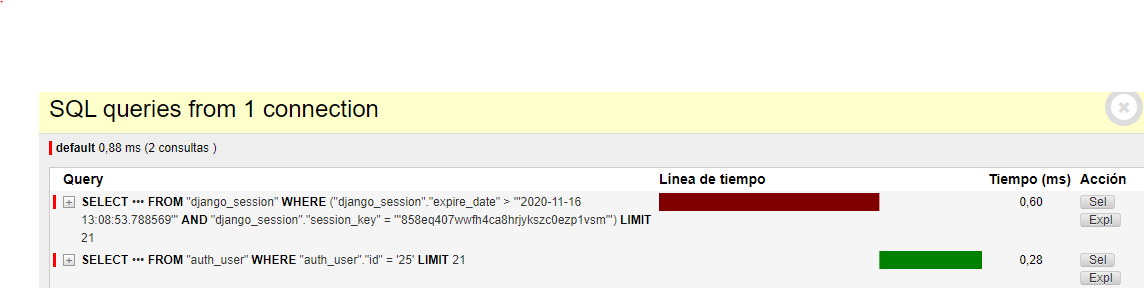 SQL queries from 1 connection
default 0,88 ms (2 consultas )
Query Línea de tiempo Tiempo (ms) Acción
SELECT ••• FROM "django_session" WHERE ("django_session"."expire_date" > '"2020-11-16 0,60 Sel
13:08:53.788569"' AND "django_session"."session_key" = '"858eq407wwfh4ca8hrjykszc0ezp1vsm"') LIMIT Expl
21
SELECT ••• FROM "auth_user" WHERE "auth_user"."id" = '25' LIMIT 21 0,28 Sel
Expl